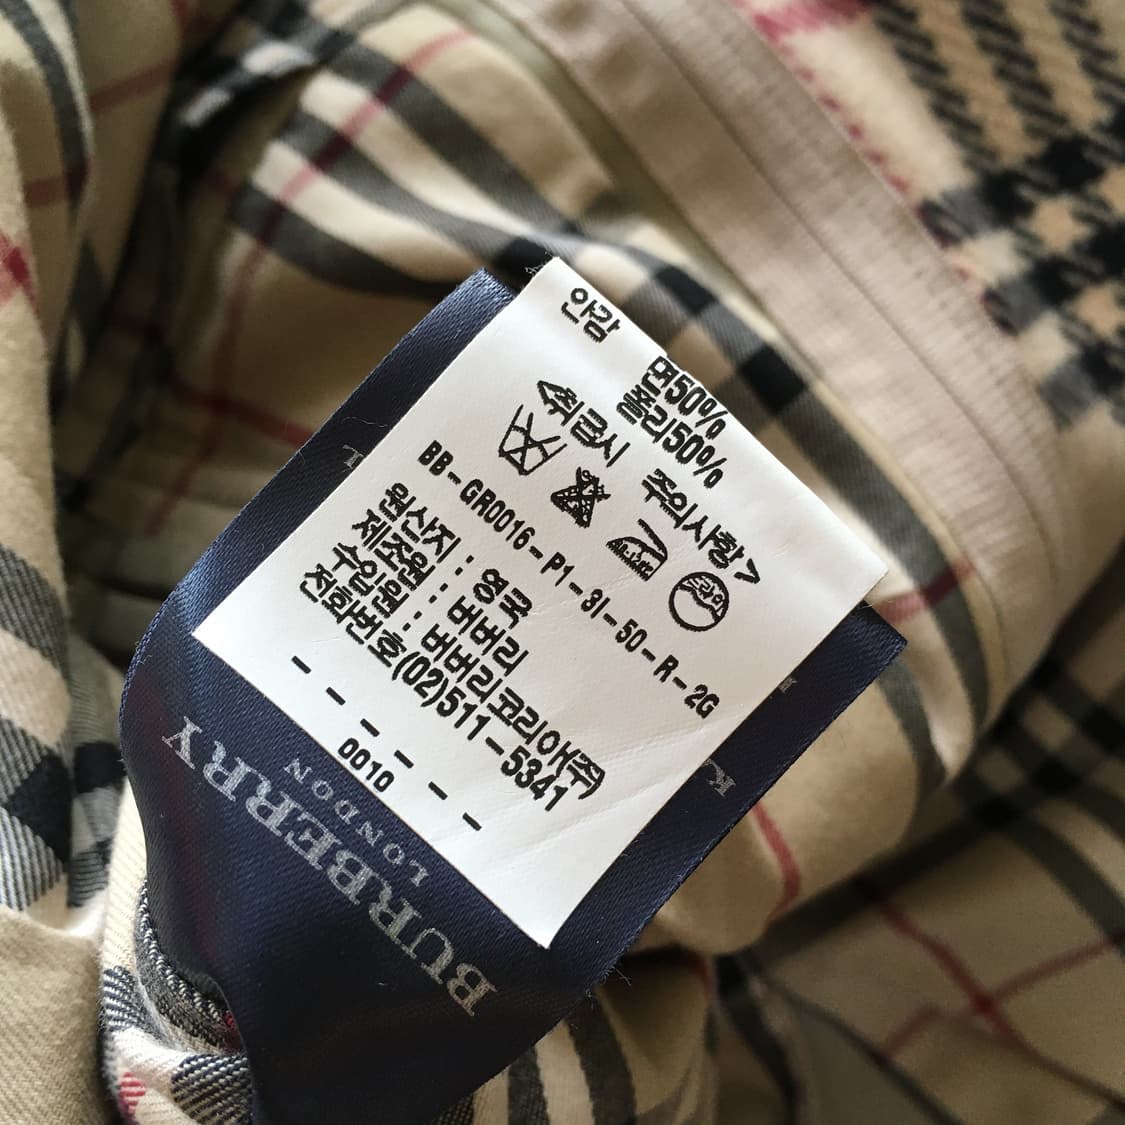 안감
면50%
폴리50%
<취급시 주의사항>
BB-GR0016-P1-3I-50-R-2G
원산지 : 영국
제조원 : 버버리
수입원 : 버버리코리아(주)
전화번호(02)511-5341
0010
BURBERRY
LONDON